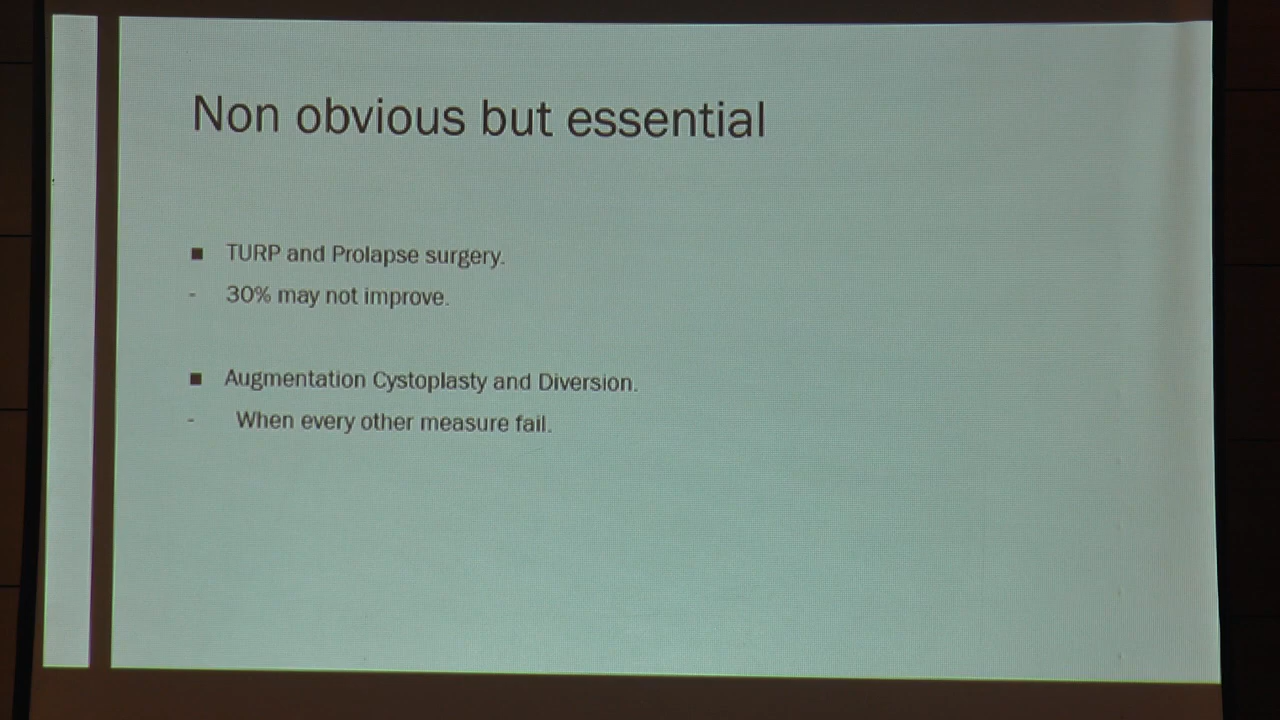 Non obvious but essential
■ TURP and Prolapse surgery.
- 30% may not improve.
■ Augmentation Cystoplasty and Diversion.
- When every other measure fail.